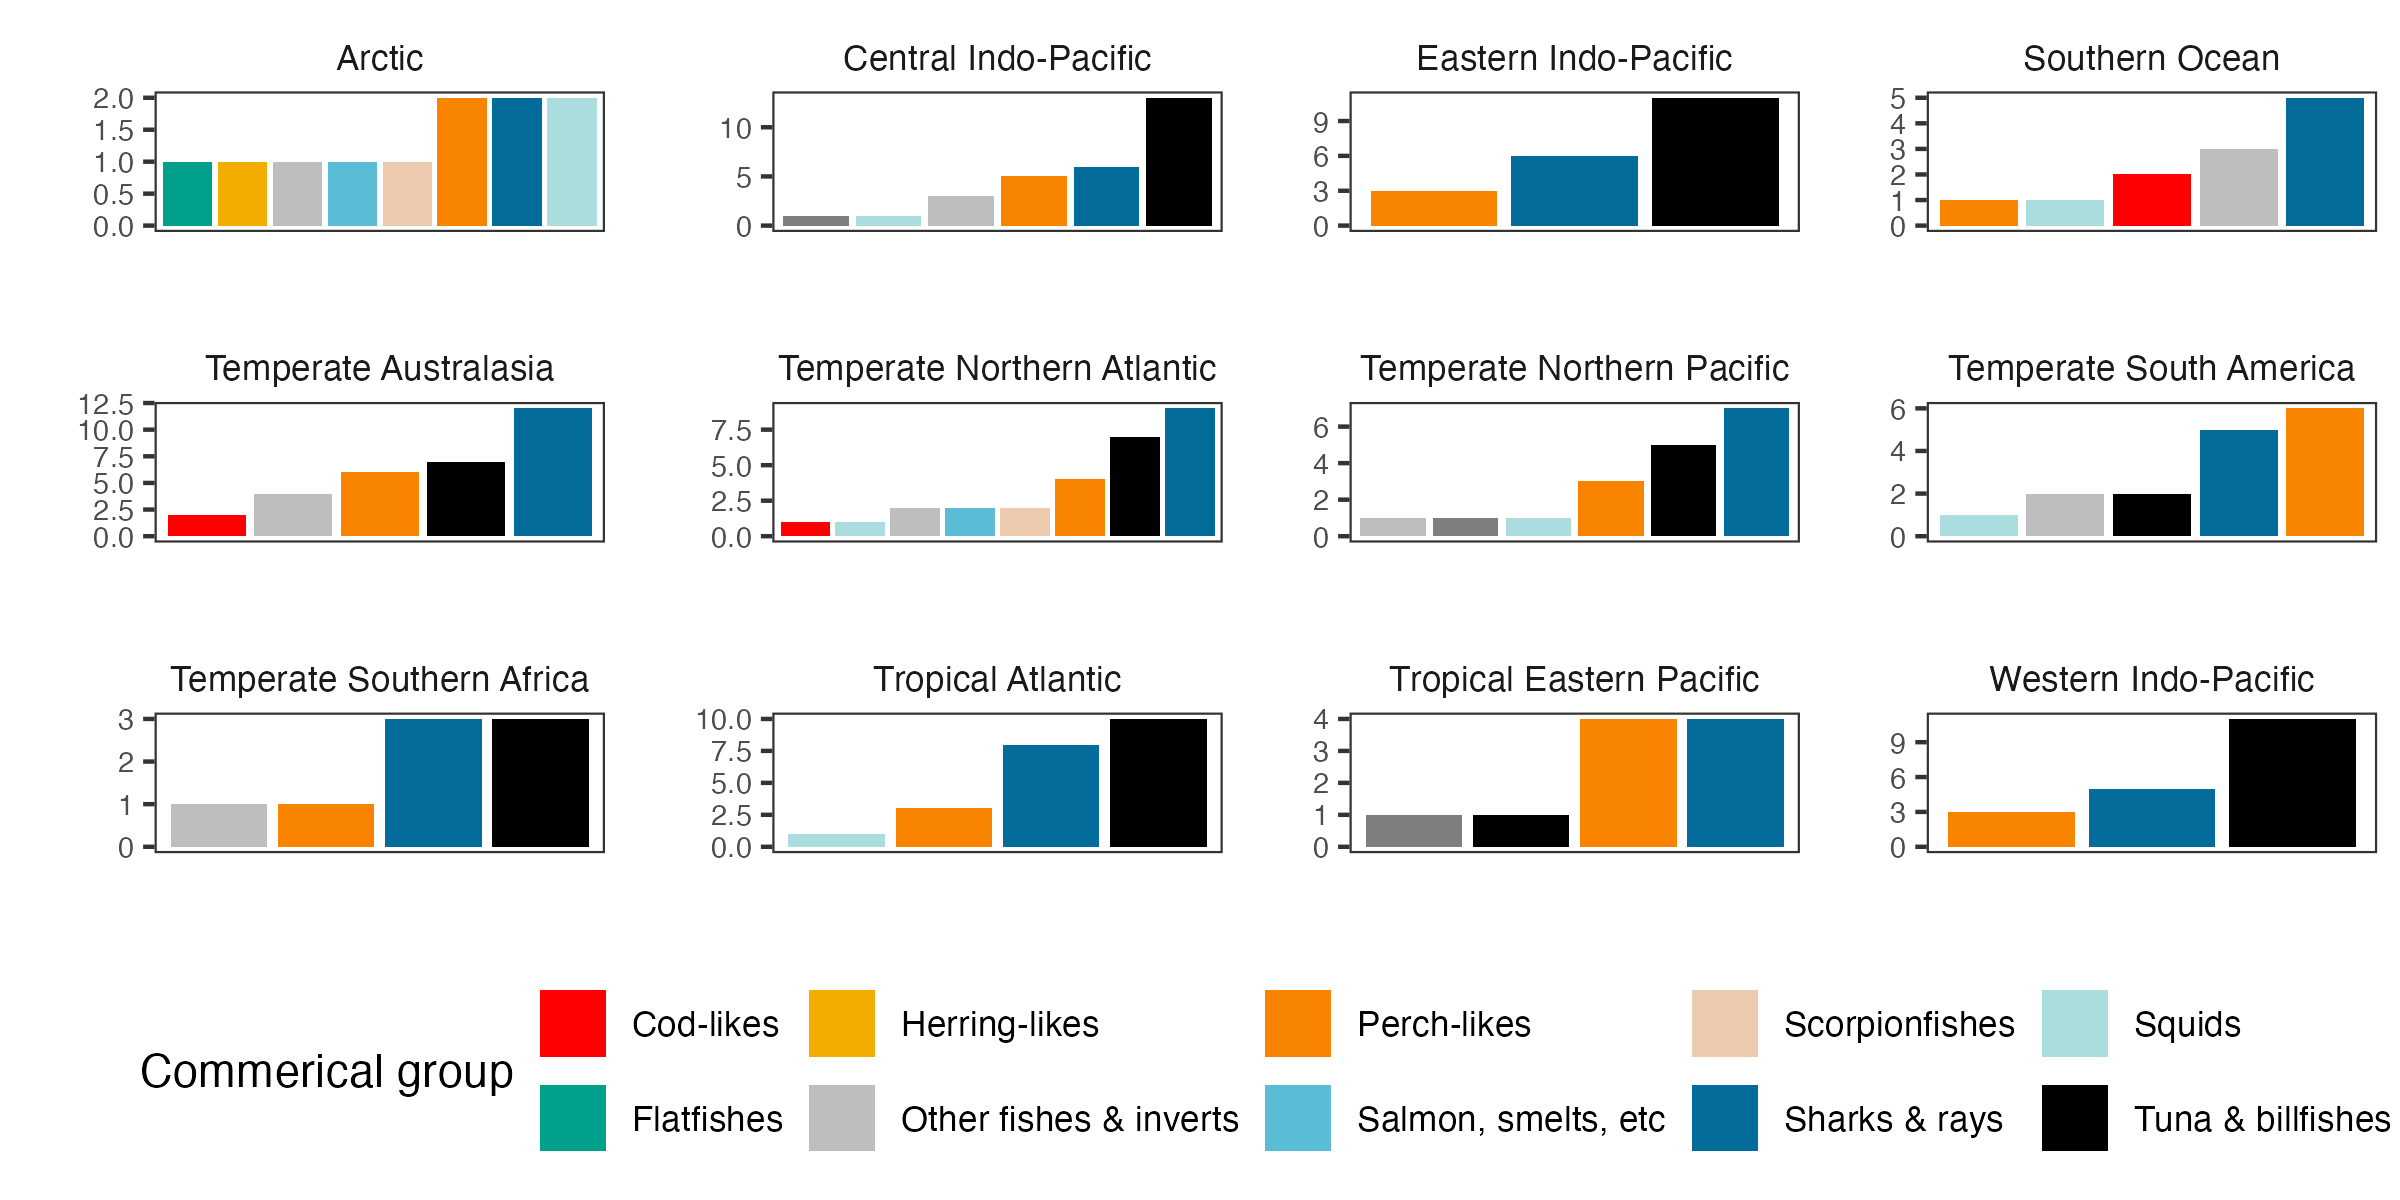 Arctic
2.0
1.5
1.0
0.5
0.0
Central Indo-Pacific
10
5
0
Eastern Indo-Pacific
9
6
3
0
Southern Ocean
5
4
3
2
1
0
Temperate Australasia
12.5
10.0
7.5
5.0
2.5
0.0
Temperate Northern Atlantic
7.5
5.0
2.5
0.0
Temperate Northern Pacific
6
4
2
0
Temperate South America
6
4
2
0
Temperate Southern Africa
3
2
1
0
Tropical Atlantic
10.0
7.5
5.0
2.5
0.0
Tropical Eastern Pacific
4
3
2
1
0
Western Indo-Pacific
9
6
3
0
Commerical group
Cod-likes
Herring-likes
Perch-likes
Scorpionfishes
Squids
Flatfishes
Other fishes & inverts
Salmon, smelts, etc
Sharks & rays
Tuna & billfishes